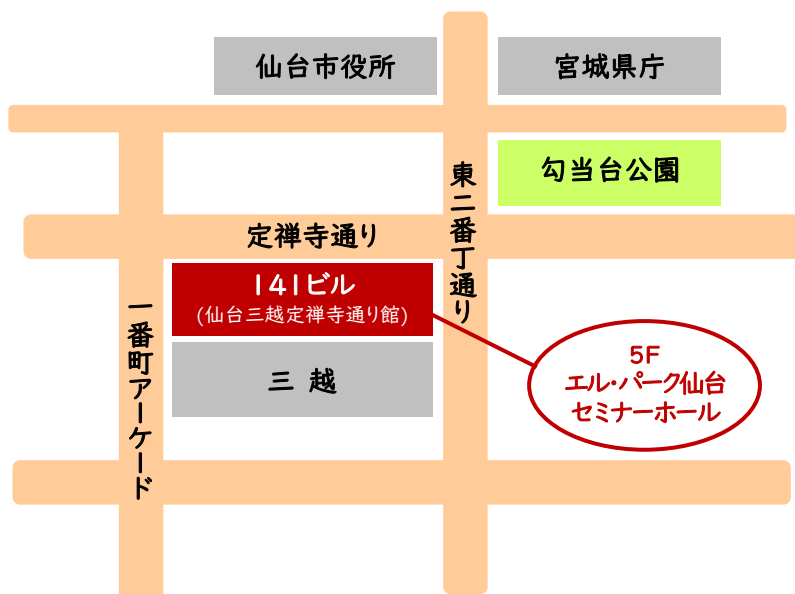 仙台市役所
宮城県庁
勾当台公園
東二番丁通り
定禅寺通り
141ビル
(仙台三越定禅寺通り館)
一番町アーケード
三 越
5F
エル・パーク仙台
セミナーホール